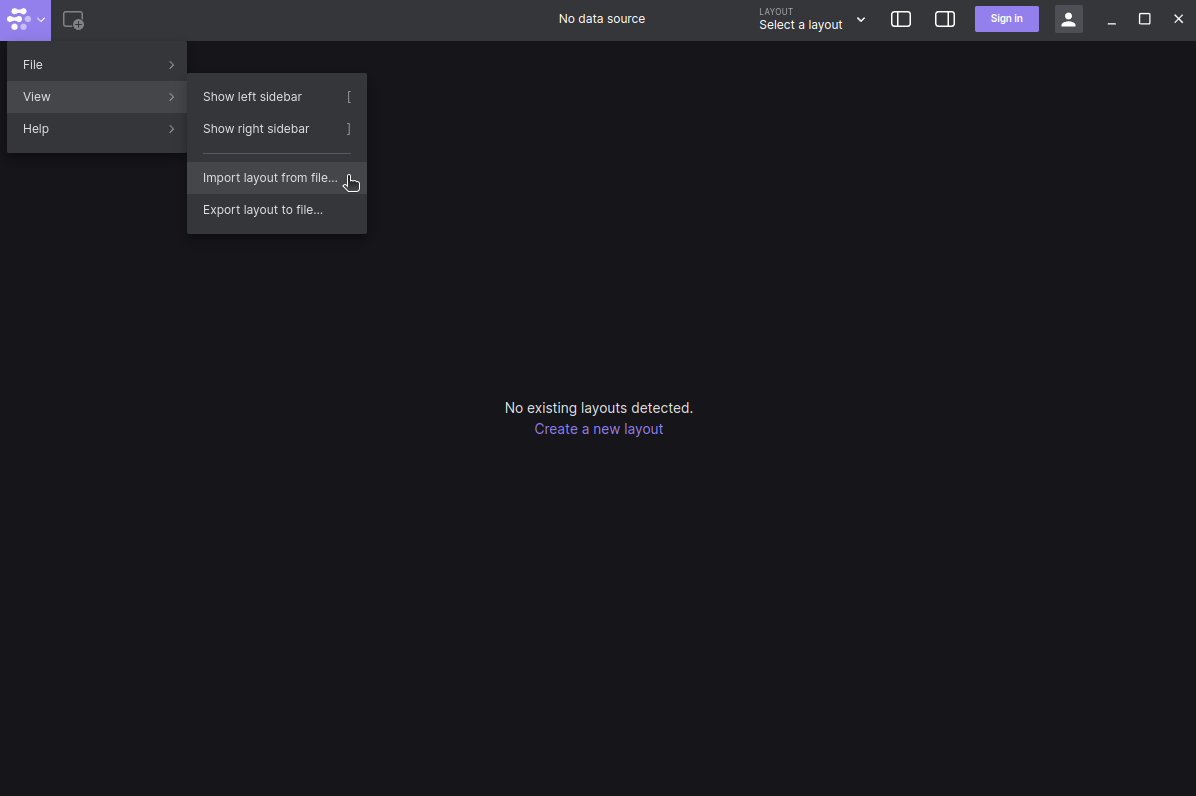 No data source
LAYOUT
Select a layout
Sign in
File
View
Help
Show left sidebar [
Show right sidebar ]
Import layout from file...
Export layout to file...
No existing layouts detected.
Create a new layout